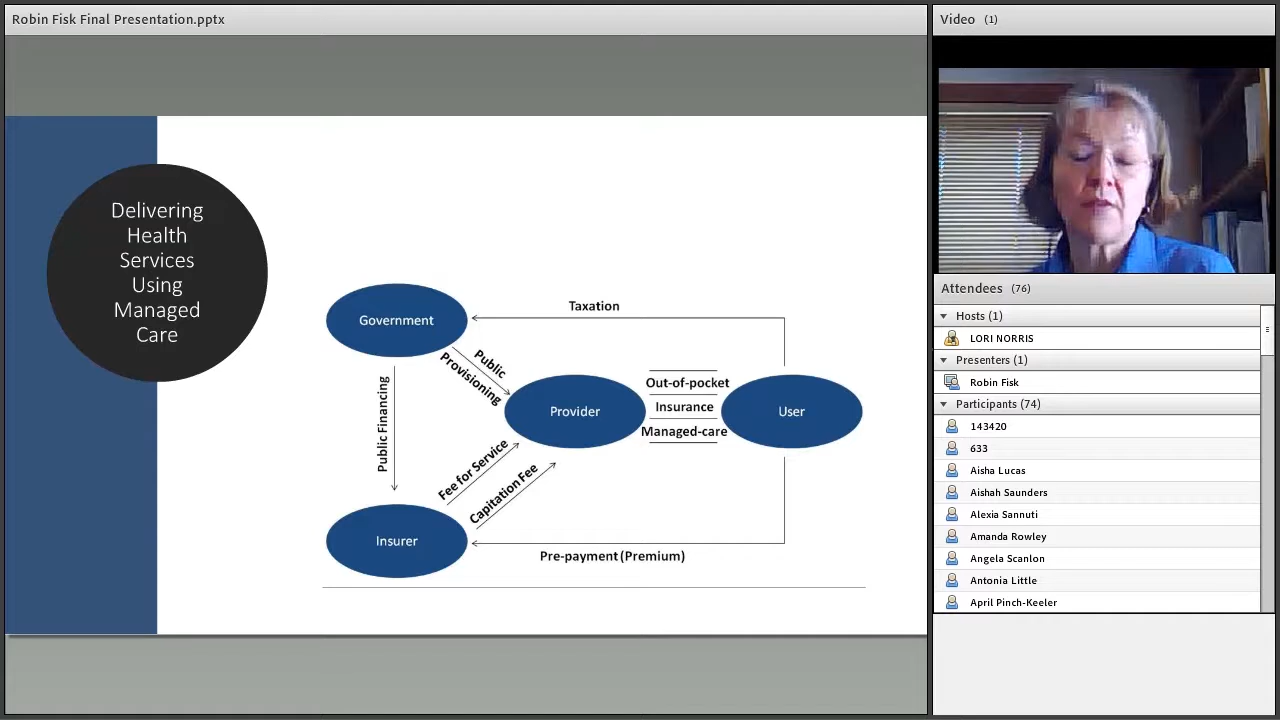 Robin Fisk Final Presentation.pptx
Delivering
Health
Services
Using
Managed
Care
Government
Taxation
Public
Provisioning
Public Financing
Provider
Out-of-pocket
Insurance
Managed-care
User
Fee for Service
Capitation Fee
Insurer
Pre-payment (Premium)
Video (1)
Attendees (76)
Hosts (1)
LORI NORRIS
Presenters (1)
Robin Fisk
Participants (74)
143420
633
Aisha Lucas
Aishah Saunders
Alexia Sannuti
Amanda Rowley
Angela Scanlon
Antonia Little
April Pinch-Keeler